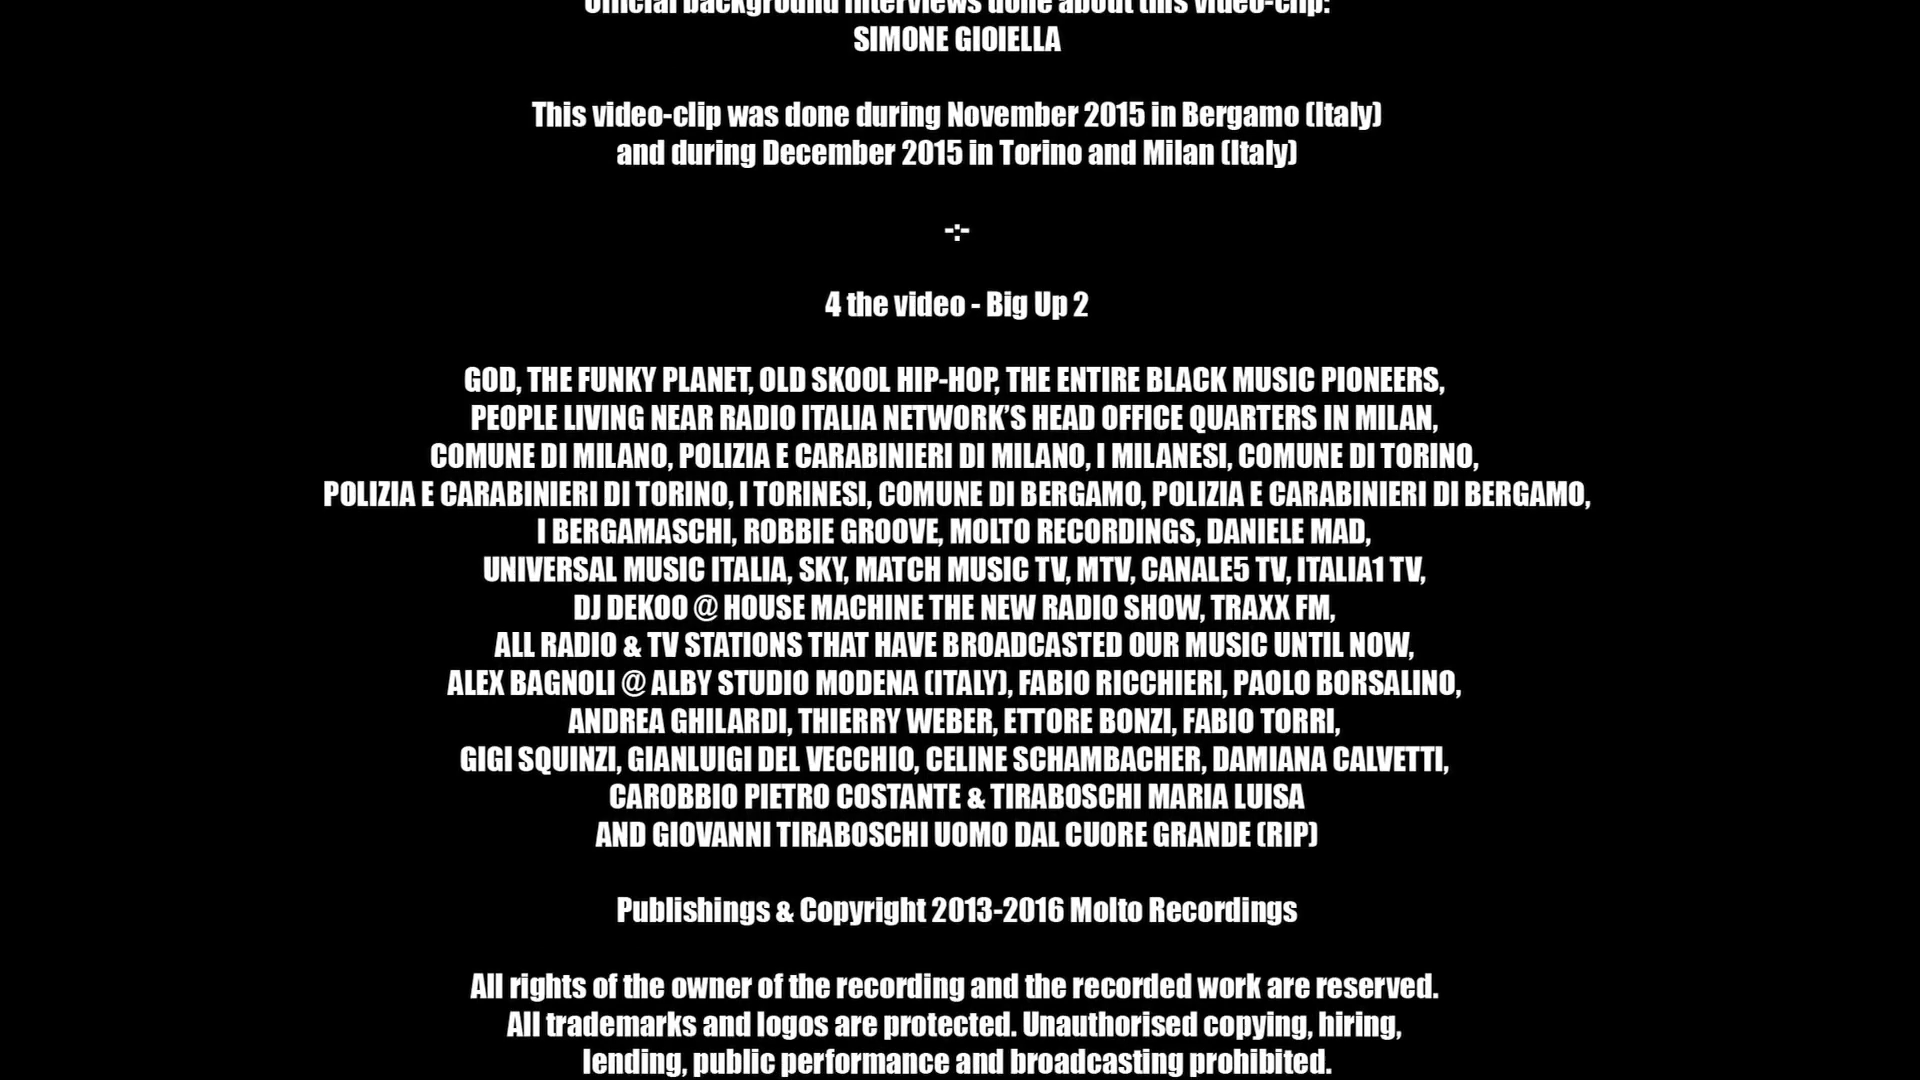 Official background interviews done about this video-clip:
SIMONE GIOIELLA
This video-clip was done during November 2015 in Bergamo (Italy)
and during December 2015 in Torino and Milan (Italy)
-:-
4 the video - Big Up 2
GOD, THE FUNKY PLANET, OLD SKOOL HIP-HOP, THE ENTIRE BLACK MUSIC PIONEERS,
PEOPLE LIVING NEAR RADIO ITALIA NETWORK’S HEAD OFFICE QUARTERS IN MILAN,
COMUNE DI MILANO, POLIZIA E CARABINIERI DI MILANO, I MILANESI, COMUNE DI TORINO,
POLIZIA E CARABINIERI DI TORINO, I TORINESI, COMUNE DI BERGAMO, POLIZIA E CARABINIERI DI BERGAMO,
I BERGAMASCHI, ROBBIE GROOVE, MOLTO RECORDINGS, DANIELE MAD,
UNIVERSAL MUSIC ITALIA, SKY, MATCH MUSIC TV, MTV, CANALE5 TV, ITALIA1 TV,
DJ DEKOO @ HOUSE MACHINE THE NEW RADIO SHOW, TRAXX FM,
ALL RADIO & TV STATIONS THAT HAVE BROADCASTED OUR MUSIC UNTIL NOW,
ALEX BAGNOLI @ ALBY STUDIO MODENA (ITALY), FABIO RICCHIERI, PAOLO BORSALINO,
ANDREA GHILARDI, THIERRY WEBER, ETTORE BONZI, FABIO TORRI,
GIGI SQUINZI, GIANLUIGI DEL VECCHIO, CELINE SCHAMBACHER, DAMIANA CALVETTI,
CAROBBIO PIETRO COSTANTE & TIRABOSCHI MARIA LUISA
AND GIOVANNI TIRABOSCHI UOMO DAL CUORE GRANDE (RIP)
Publishings & Copyright 2013-2016 Molto Recordings
All rights of the owner of the recording and the recorded work are reserved.
All trademarks and logos are protected. Unauthorised copying, hiring,
lending, public performance and broadcasting prohibited.